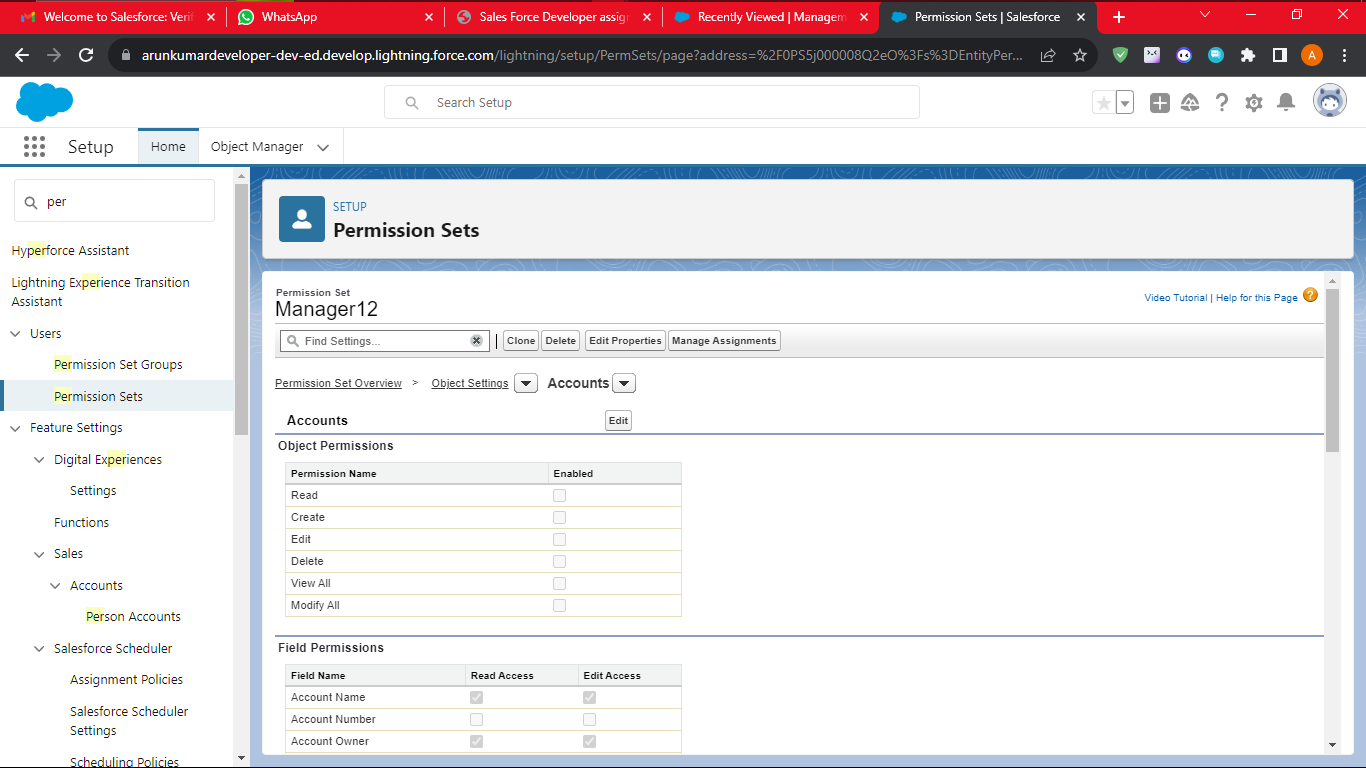 Welcome to Salesforce: Verif
WhatsApp
Sales Force Developer assign
Recently Viewed | Managem
Permission Sets | Salesforce
arunkumardeveloper-dev-ed.develop.lightning.force.com/lightning/setup/PermSets/page?address=%2F0PS5j000008Q2eO%3Fs%3DEntityPer...
A
Search Setup
Setup
Home
Object Manager
per
Hyperforce Assistant
Lightning Experience Transition
Assistant
Users
Permission Set Groups
Permission Sets
Feature Settings
Digital Experiences
Settings
Functions
Sales
Accounts
Person Accounts
Salesforce Scheduler
Assignment Policies
Salesforce Scheduler
Settings
Scheduling Policies
SETUP
Permission Sets
Permission Set
Manager12
Video Tutorial | Help for this Page
Find Settings...
Clone
Delete
Edit Properties
Manage Assignments
Permission Set Overview > Object Settings Accounts
Accounts Edit
Object Permissions
Permission Name Enabled
Read
Create
Edit
Delete
View All
Modify All
Field Permissions
Field Name Read Access Edit Access
Account Name
Account Number
Account Owner